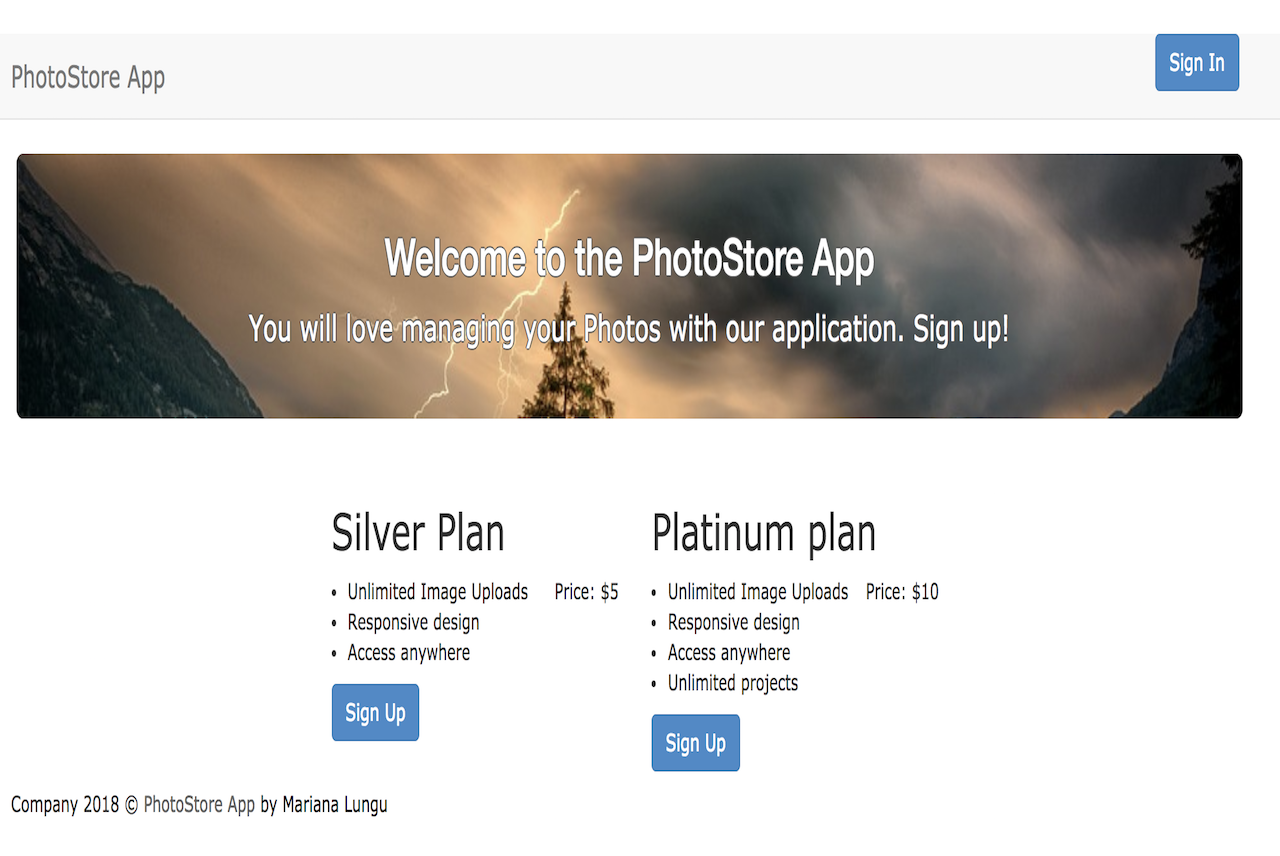 PhotoStore App
Sign In
Welcome to the PhotoStore App
You will love managing your Photos with our application. Sign up!
Silver Plan
• Unlimited Image Uploads Price: $5
• Responsive design
• Access anywhere
Sign Up
Platinum plan
• Unlimited Image Uploads Price: $10
• Responsive design
• Access anywhere
• Unlimited projects
Sign Up
Company 2018 © PhotoStore App by Mariana Lungu